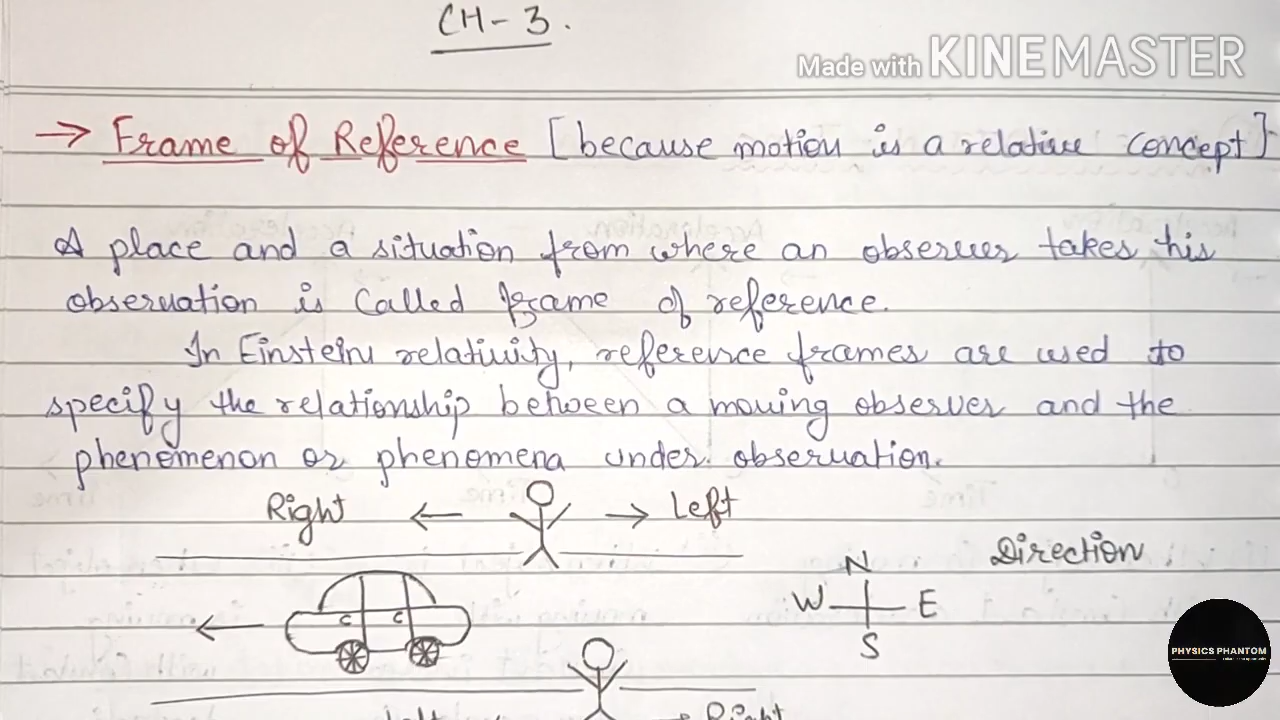 CH-3.
Made with KINEMASTER
→ Frame of Reference [because motion is a relative concept]
A place and a situation from where an observer takes his
observation is called frame of reference.
In Einstein relativity, reference frames are used to
specify the relationship between a moving observer and the
phenomenon or phenomena under observation.
Right ← → Left
Direction
N
W E
S
C C
←
PHYSICS PHANTOM
Right